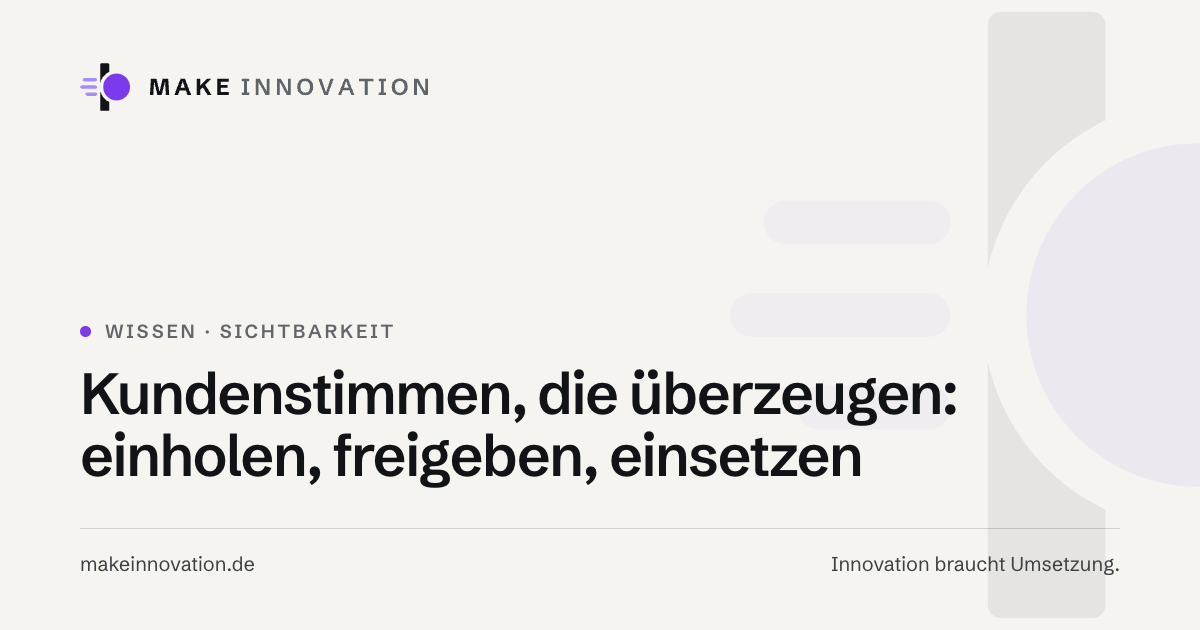 MAKE INNOVATION
WISSEN · SICHTBARKEIT
Kundenstimmen, die überzeugen:
einholen, freigeben, einsetzen
makeinnovation.de
Innovation braucht Umsetzung.